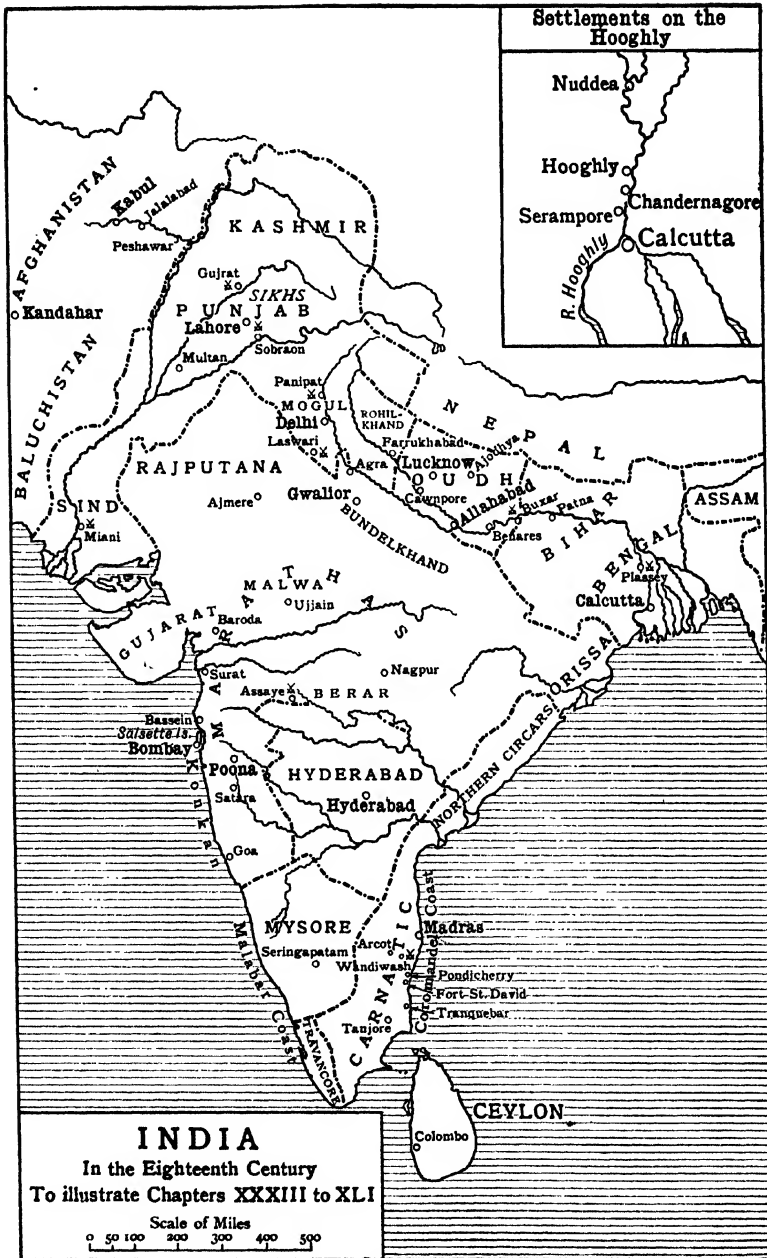 Settlements on the
Hooghly
Nuddea
Hooghly
Chandernagore
Serampore
R. Hooghly
Calcutta
AFGHANISTAN
Kabul
Jalalabad
Peshawar
KASHMIR
Gujrat
SIKHS
PUNJAB
Kandahar
Lahore
Sobraon
Multan
BALUCHISTAN
Panipat
MOGUL
Delhi
ROHIL-
KHAND
NEPAL
Laswari
Farrukhabad
Ajodhya
RAJPUTANA
Agra
Lucknow
OUDH
Ajmere
Gwalior
Cawnpore
Allahabad
Buxar
Patna
ASSAM
SIND
Miani
BUNDELKHAND
Benares
BIHAR
BENGAL
Plassey
Calcutta
MARATHAS
MALWA
Ujjain
GUJARAT
Baroda
Surat
Nagpur
ORISSA
Assaye
BERAR
Bassein
Salsette Is.
Bombay
Konkan
Poona
HYDERABAD
NORTHERN CIRCARS
Satara
Hyderabad
Goa
MYSORE
CARNATIC
Coromandel Coast
Madras
Arcot
Seringapatam
Wandiwash
Malabar Coast
Pondicherry
Fort St. David
Tranquebar
Tanjore
TRAVANCORE
CEYLON
Colombo
INDIA
In the Eighteenth Century
To illustrate Chapters XXXIII to XLI
Scale of Miles
0 50 100 200 300 400 500